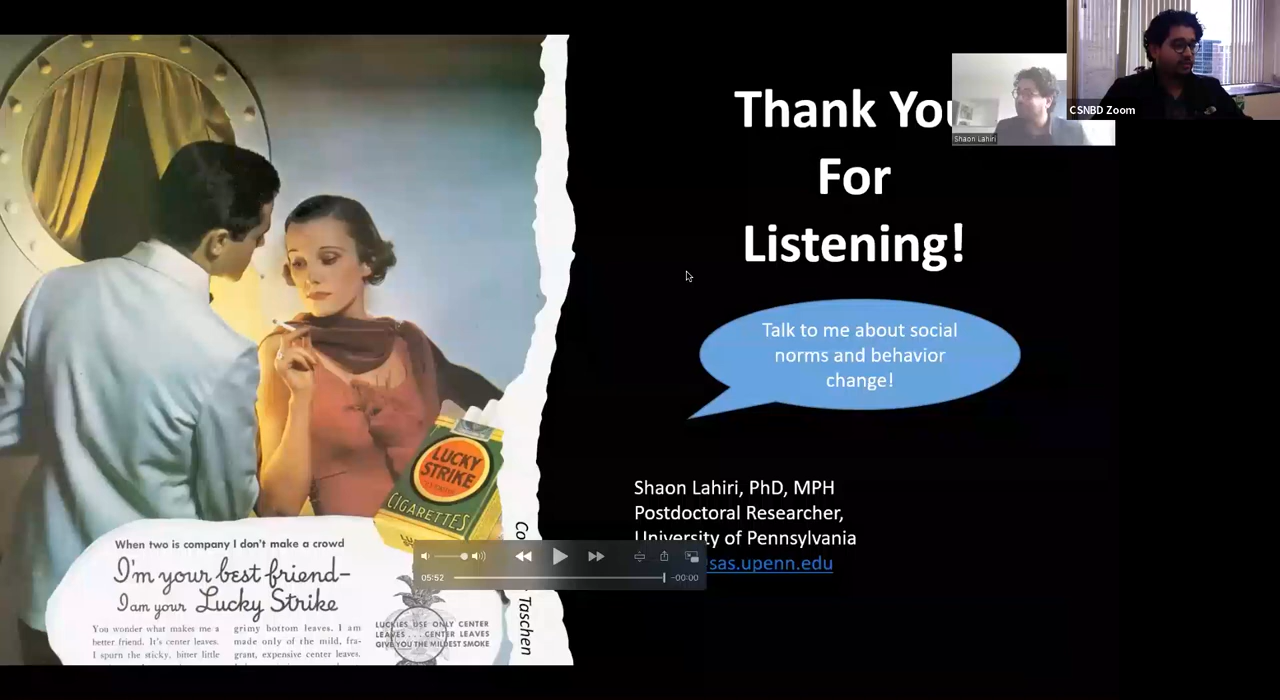 Thank You
For
Listening!
CSNBD Zoom
Shaon Lahiri
Talk to me about social
norms and behavior
change!
Shaon Lahiri, PhD, MPH
Postdoctoral Researcher,
University of Pennsylvania
sas.upenn.edu
05:52
-00:00
LUCKY
STRIKE
CIGARETTES
When two is company I don't make a crowd
I'm your best friend—
I am your Lucky Strike
You wonder what makes me a
better friend. It's center leaves.
I spurn the sticky, bitter little
grimy bottom leaves. I am
made only of the mild, fra-
grant, expensive center leaves.
LUCKIES USE ONLY CENTER
LEAVES . . . CENTER LEAVES
GIVE YOU THE MILDEST SMOKE
Taschen